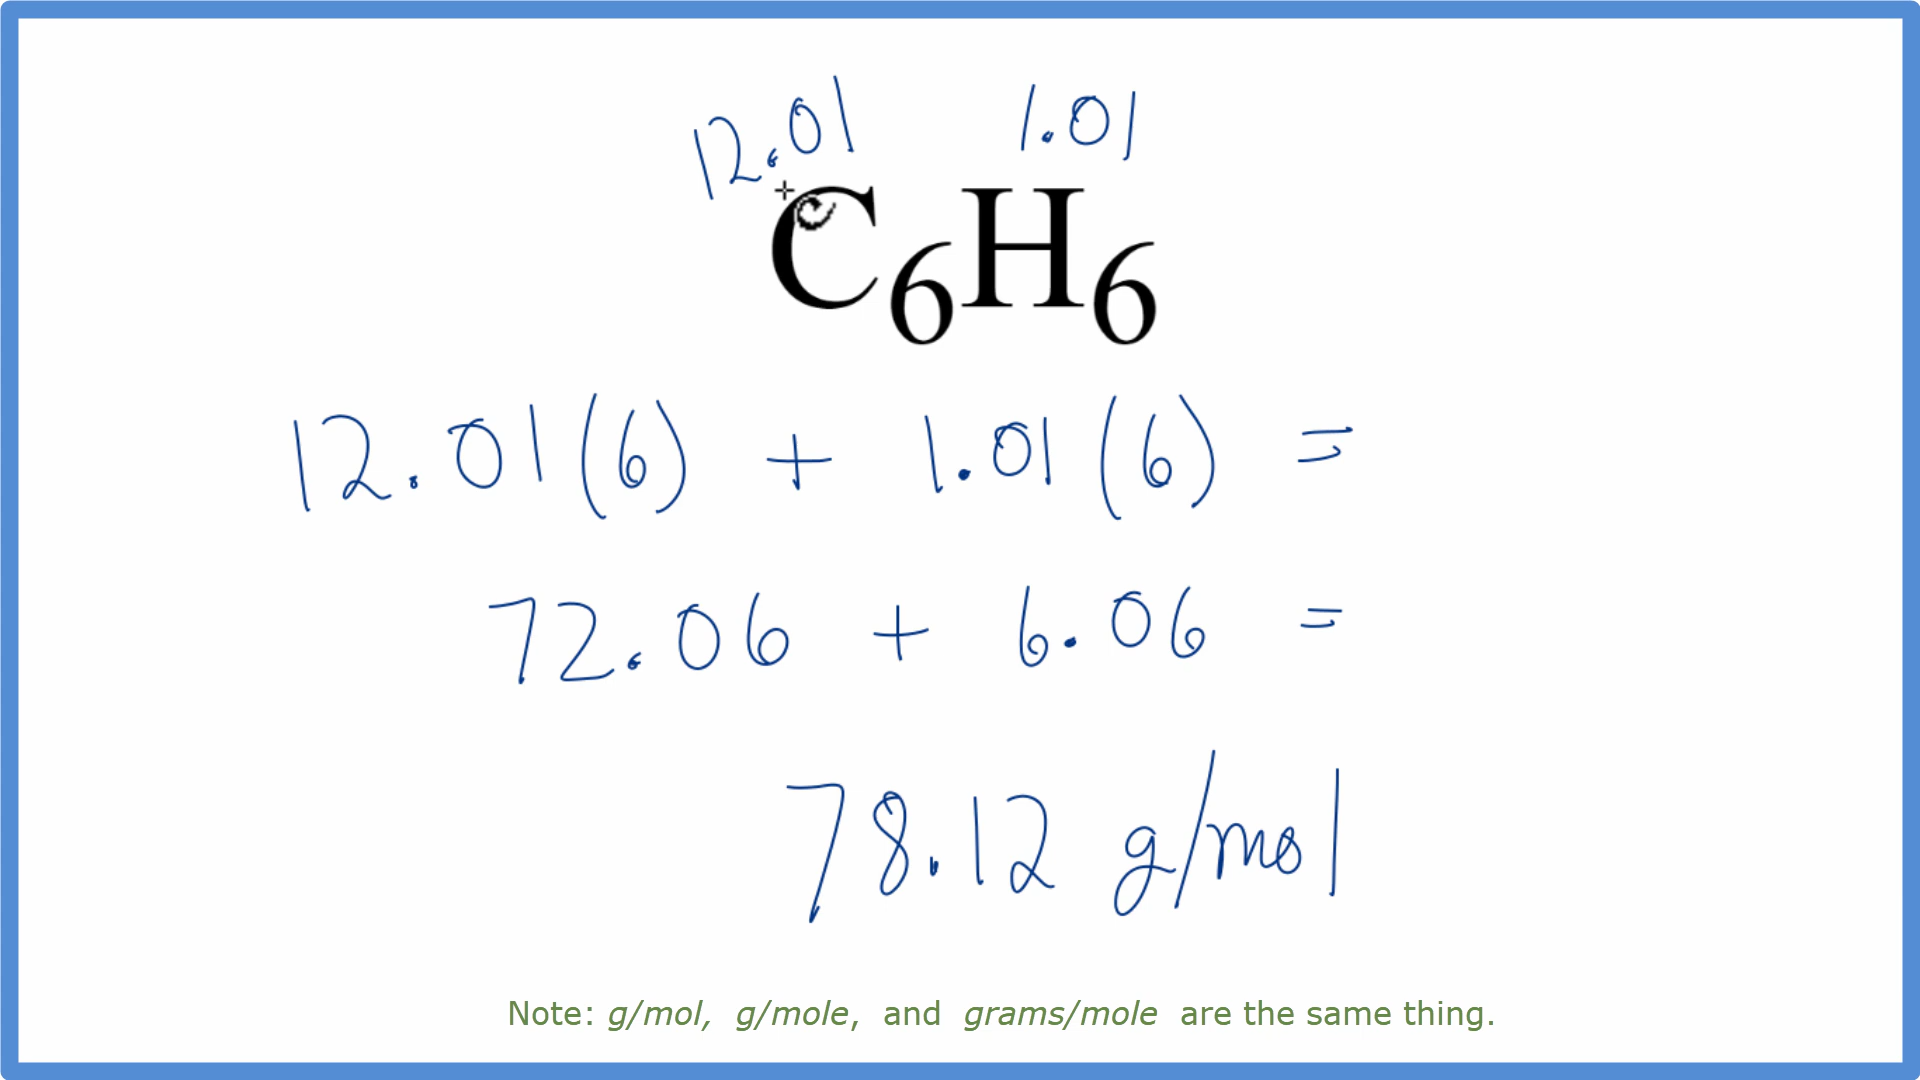 12.01 1.01
C₆H₆
12.01(6) + 1.01(6) =
72.06 + 6.06 =
78.12 g/mol
Note: g/mol, g/mole, and grams/mole are the same thing.